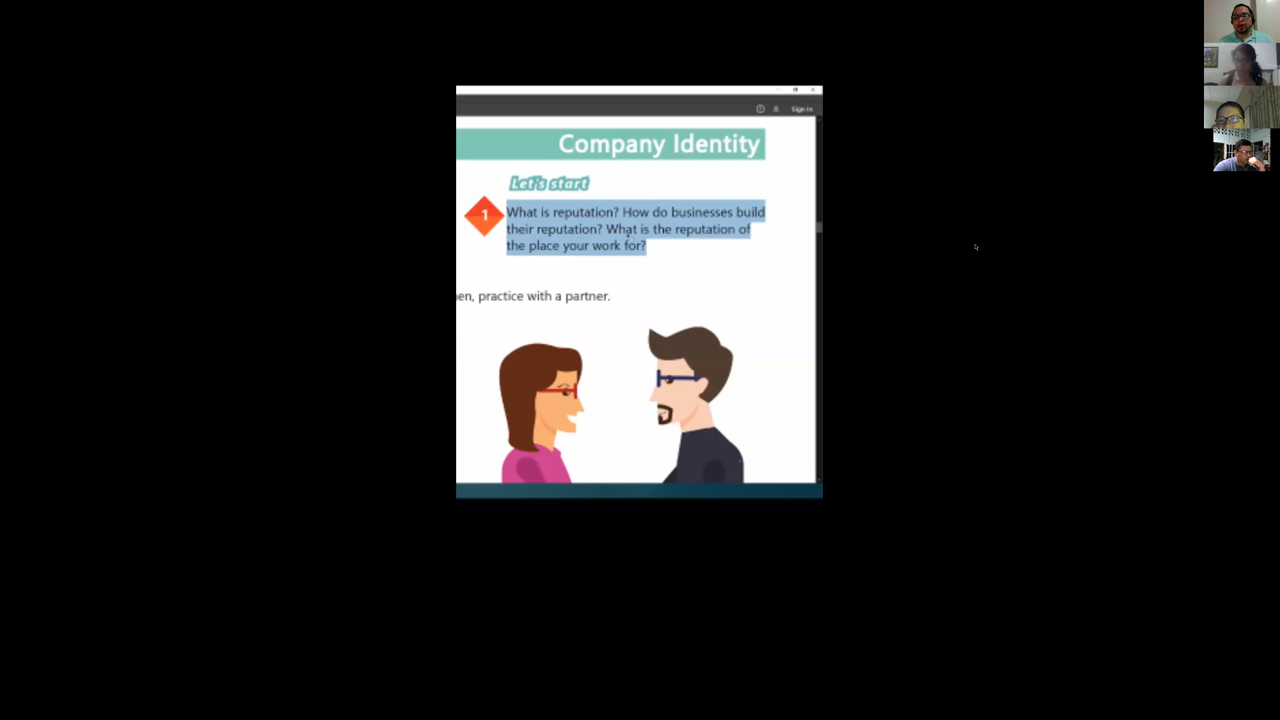 Sign In
Company Identity
Let's start
1
What is reputation? How do businesses build
their reputation? What is the reputation of
the place your work for?
en, practice with a partner.